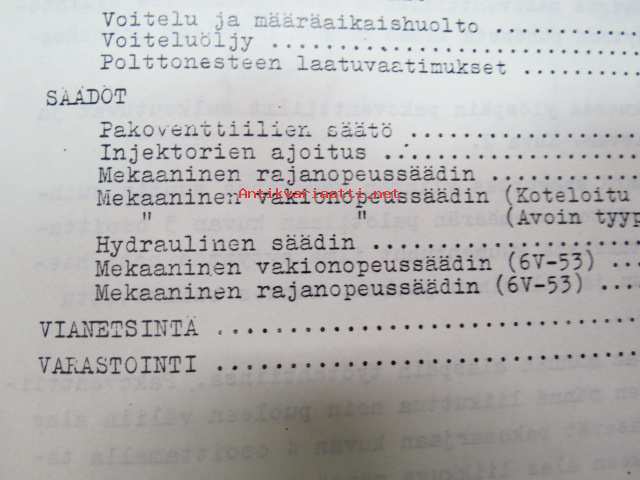 Voitelu ja määräaikaishuolto ............
Voiteluöljy .............................
Polttonesteen laatuvaatimukset ..........
SÄÄDÖT
Pakoventtiilien säätö ...................
Injektorien ajoitus .....................
Mekaaninen rajanopeussäädin .............
Antikvariaatti.net
Mekaaninen vakionopeussäädin (Koteloitu
" " (Avoin tyyp
Hydraulinen säädin ......................
Mekaaninen vakionopeussäädin (6V-53) ....
Mekaaninen rajanopeussäädin (6V-53) .....
VIANETSINTÄ .............................
VARASTOINTI .............................